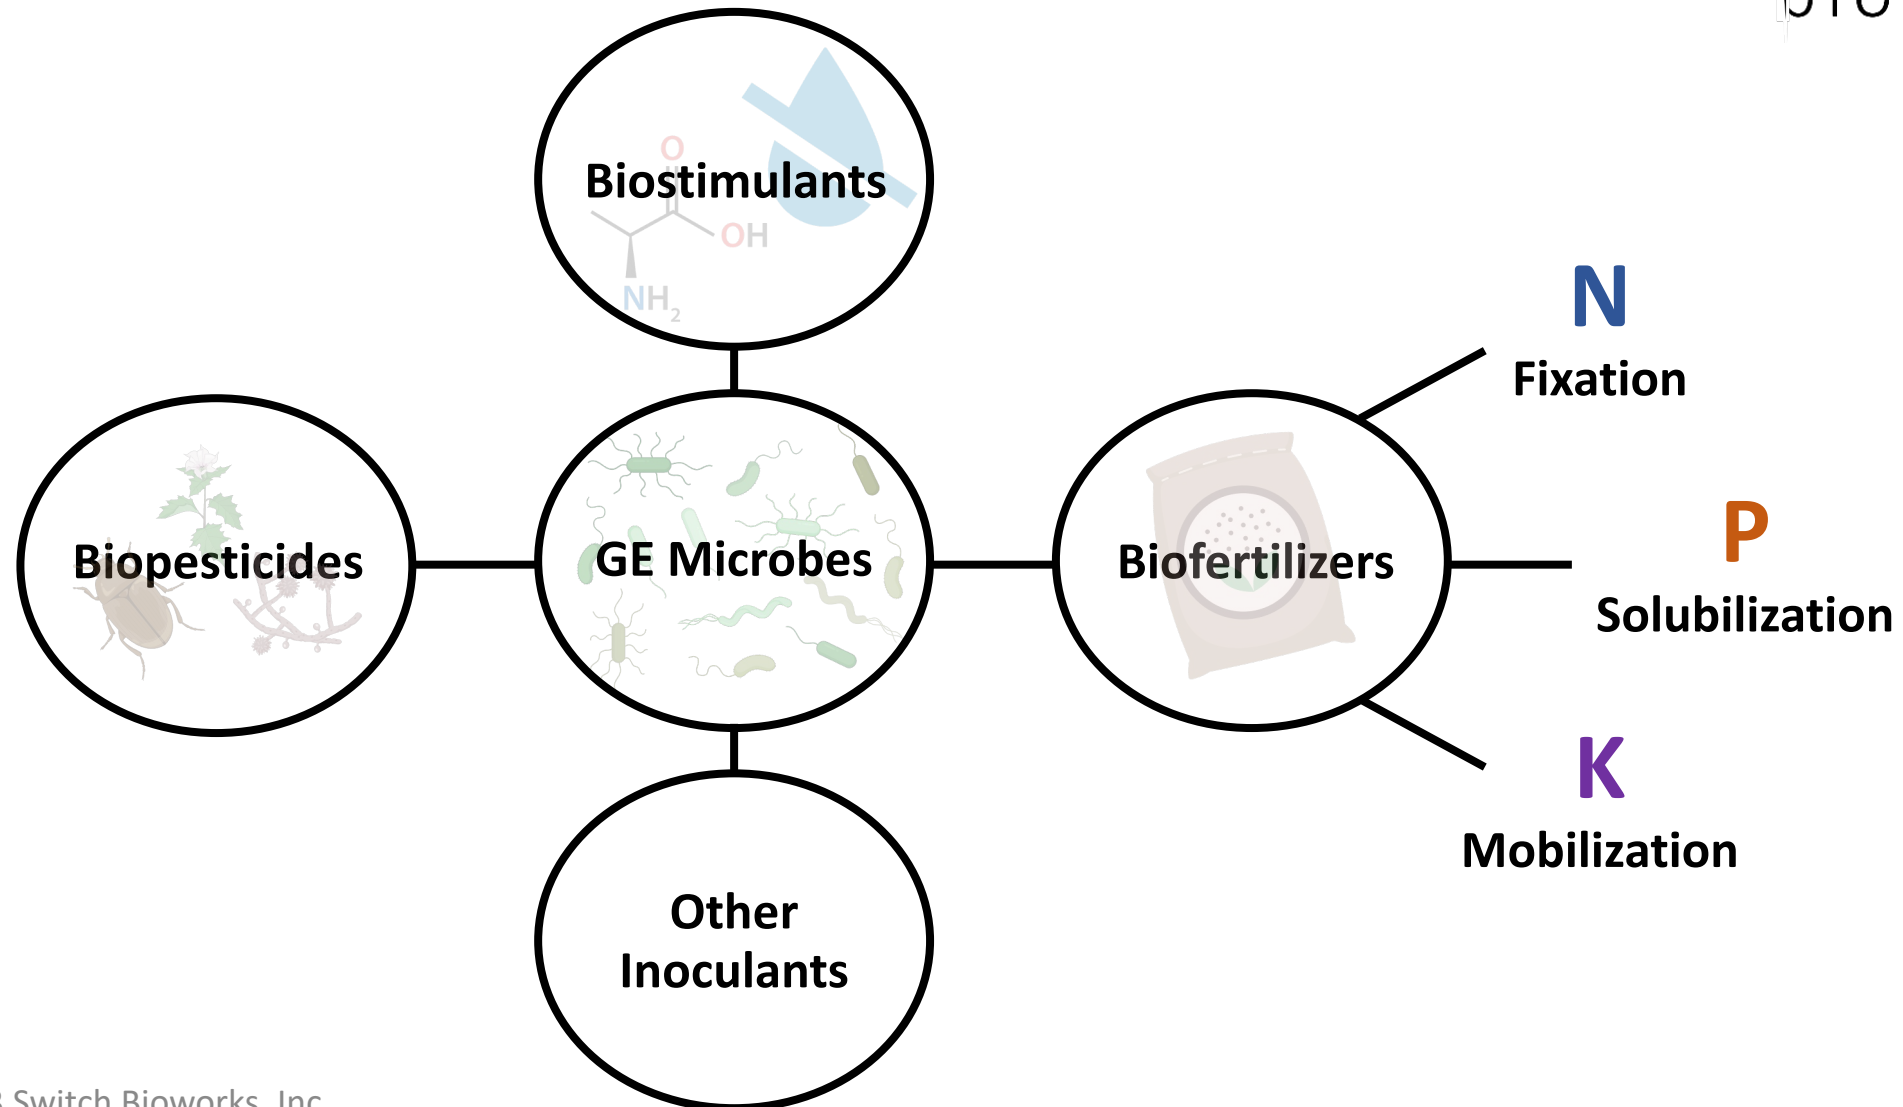 Biostimulants
O
OH
NH2
N
Fixation
Biopesticides
GE Microbes
Biofertilizers
P
Solubilization
K
Mobilization
Other
Inoculants
Switch Bioworks, Inc